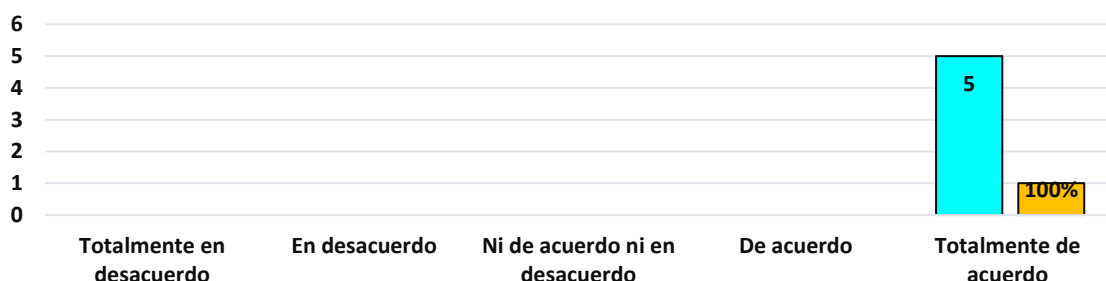 6
5
4
3
2
1
0
5
100%
Totalmente en
desacuerdo
En desacuerdo
Ni de acuerdo ni en
desacuerdo
De acuerdo
Totalmente de
acuerdo